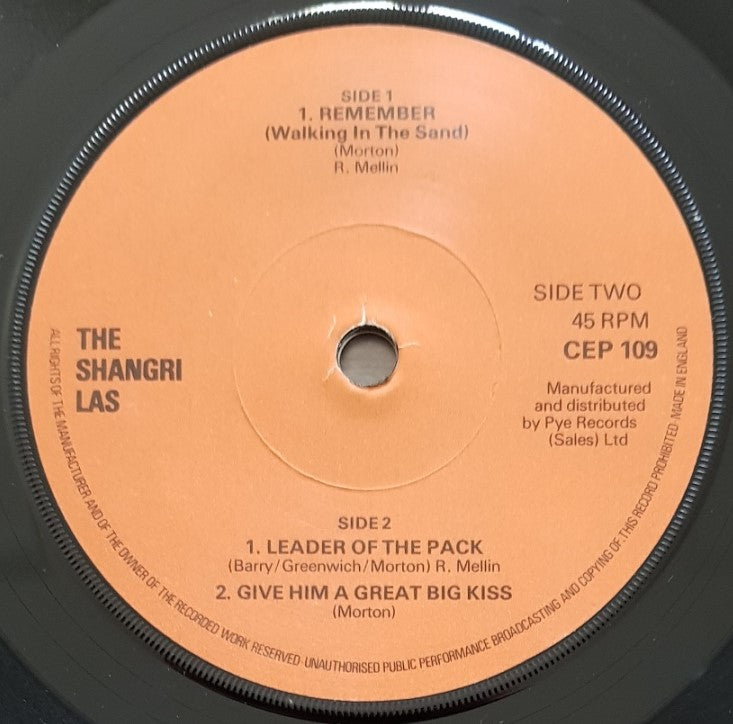 SIDE 1
1. REMEMBER
(Walking In The Sand)
(Morton)
R. Mellin
SIDE TWO
45 RPM
CEP 109
THE
SHANGRI
LAS
Manufactured
and distributed
by Pye Records
(Sales) Ltd
SIDE 2
1. LEADER OF THE PACK
(Barry/Greenwich/Morton) R. Mellin
2. GIVE HIM A GREAT BIG KISS
(Morton)
ALL RIGHTS OF THE MANUFACTURER AND OF THE OWNER OF THE RECORDED WORK RESERVED·UNAUTHORISED PUBLIC PERFORMANCE BROADCASTING AND COPYING OF THIS RECORD PROHIBITED·MADE IN ENGLAND